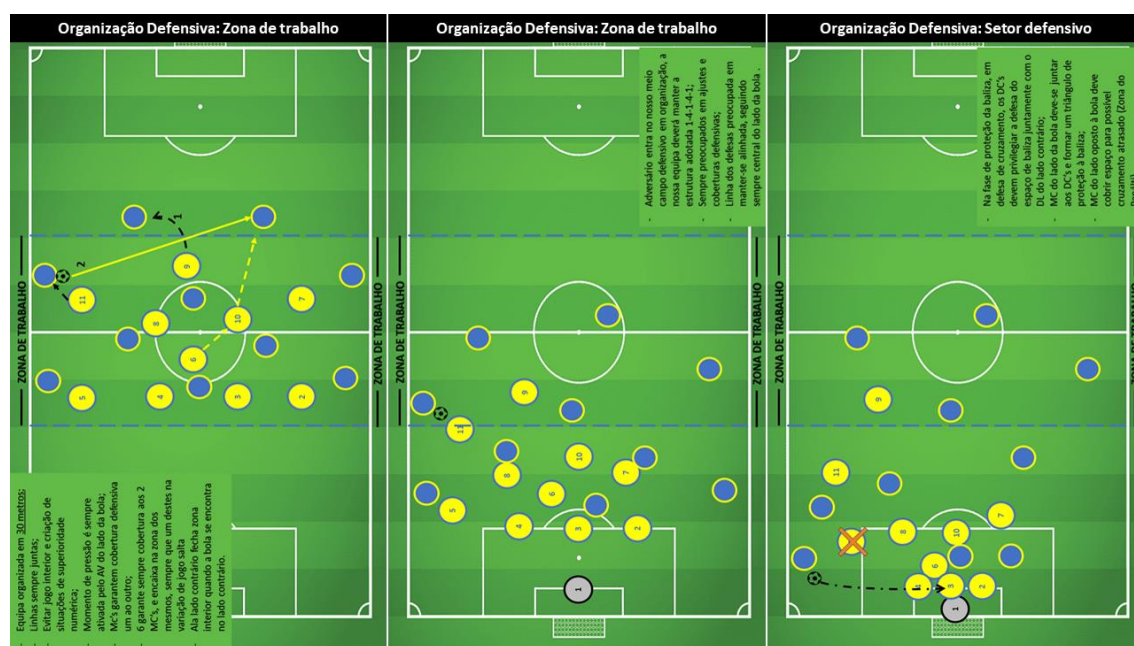 Organização Defensiva: Zona de trabalho
ZONA DE TRABALHO
ZONA DE TRABALHO
1
2
11
9
8
10
7
6
5
4
3
2
- Equipa organizada em 30 metros;
- Linhas sempre juntas;
- Evitar jogo interior e criação de
situações de superioridade
numérica;
- Momento de pressão é sempre
ativada pelo AV do lado da bola;
- Mc's garantem cobertura defensiva
um ao outro;
- 6 garante sempre cobertura aos 2
MC's, e encaixa na zona dos
mesmos, sempre que um destes na
variação de jogo salta
- Ala lado contrário fecha zona
interior quando a bola se encontra
no lado contrário.
Organização Defensiva: Zona de trabalho
- Adversário entra no nosso meio
campo defensivo em organização, a
nossa equipa deverá manter a
estrutura adotada 1-4-1-4-1;
- Sempre preocupados em ajustes e
coberturas defensivas;
- Linha dos defesas preocupada em
manter-se alinhada, seguindo
sempre central do lado da bola .
ZONA DE TRABALHO
ZONA DE TRABALHO
9
11
10
8
7
6
5
4
3
2
1
Organização Defensiva: Setor defensivo
- Na fase de proteção da baliza, em
defesa de cruzamento, os DC's
devem privilegiar a defesa do
espaço de baliza juntamente com o
DL do lado contrário;
- MC do lado da bola deve-se juntar
aos DC's e formar um triângulo de
proteção à baliza;
- MC do lado oposto à bola deve
cobrir espaço para possível
cruzamento atrasado (Zona do
ZONA DE TRABALHO
ZONA DE TRABALHO
9
11
8
10
7
6
3
2
1